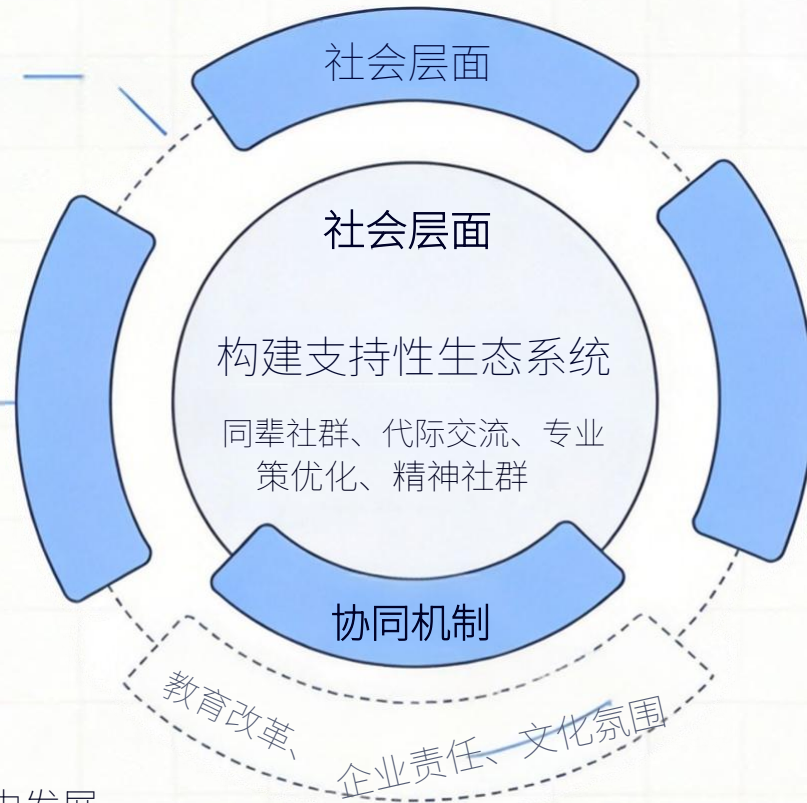 社会层面
社会层面
构建支持性生态系统
同辈社群、代际交流、专业
策优化、精神社群
协同机制
教育改革、企业责任、文化氛围
发展